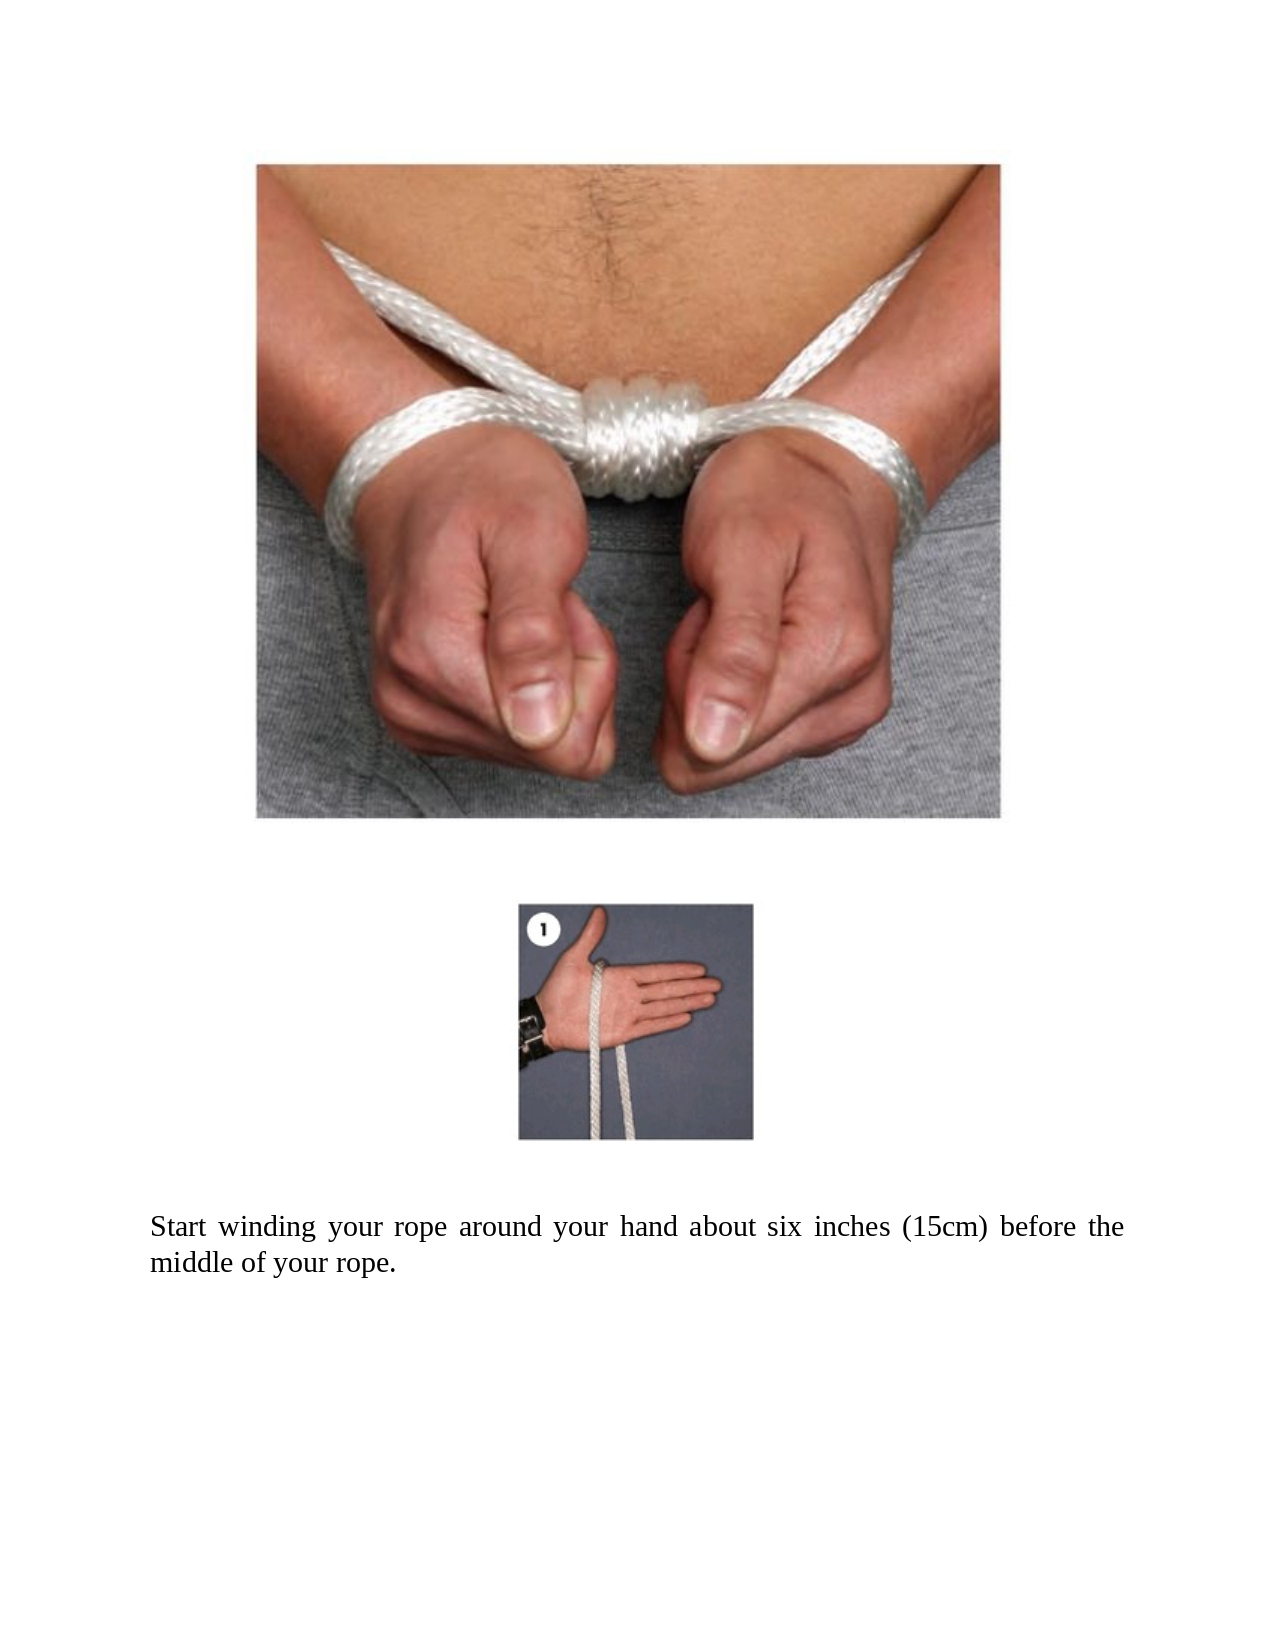 1
Start winding your rope around your hand about six inches (15cm) before the
middle of your rope.